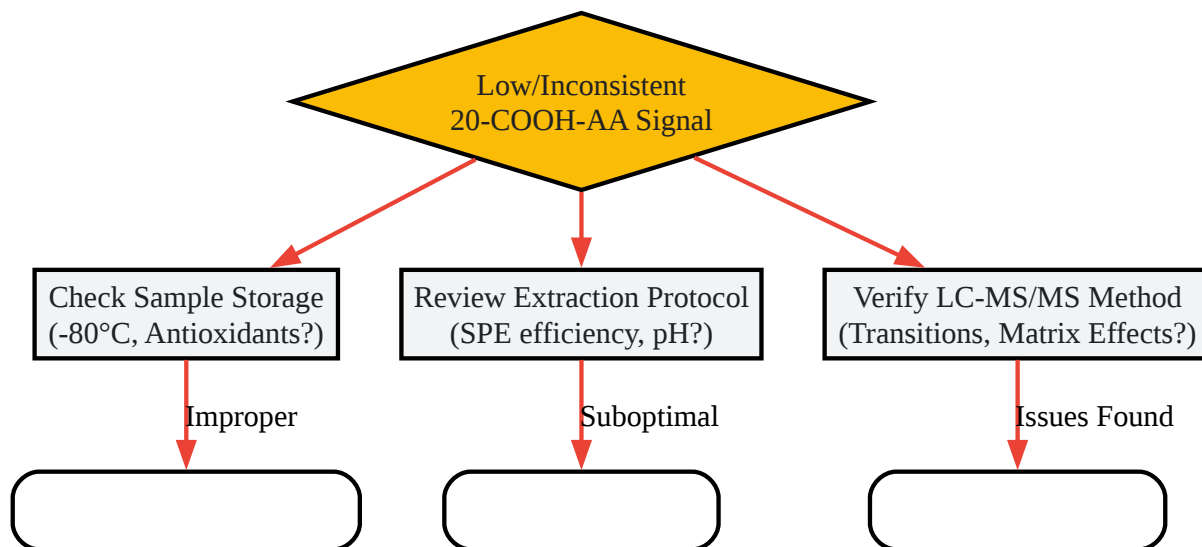 Low/Inconsistent
20-COOH-AA Signal
Check Sample Storage
(-80°C, Antioxidants?)
Review Extraction Protocol
(SPE efficiency, pH?)
Verify LC-MS/MS Method
(Transitions, Matrix Effects?)
Improper
Suboptimal
Issues Found